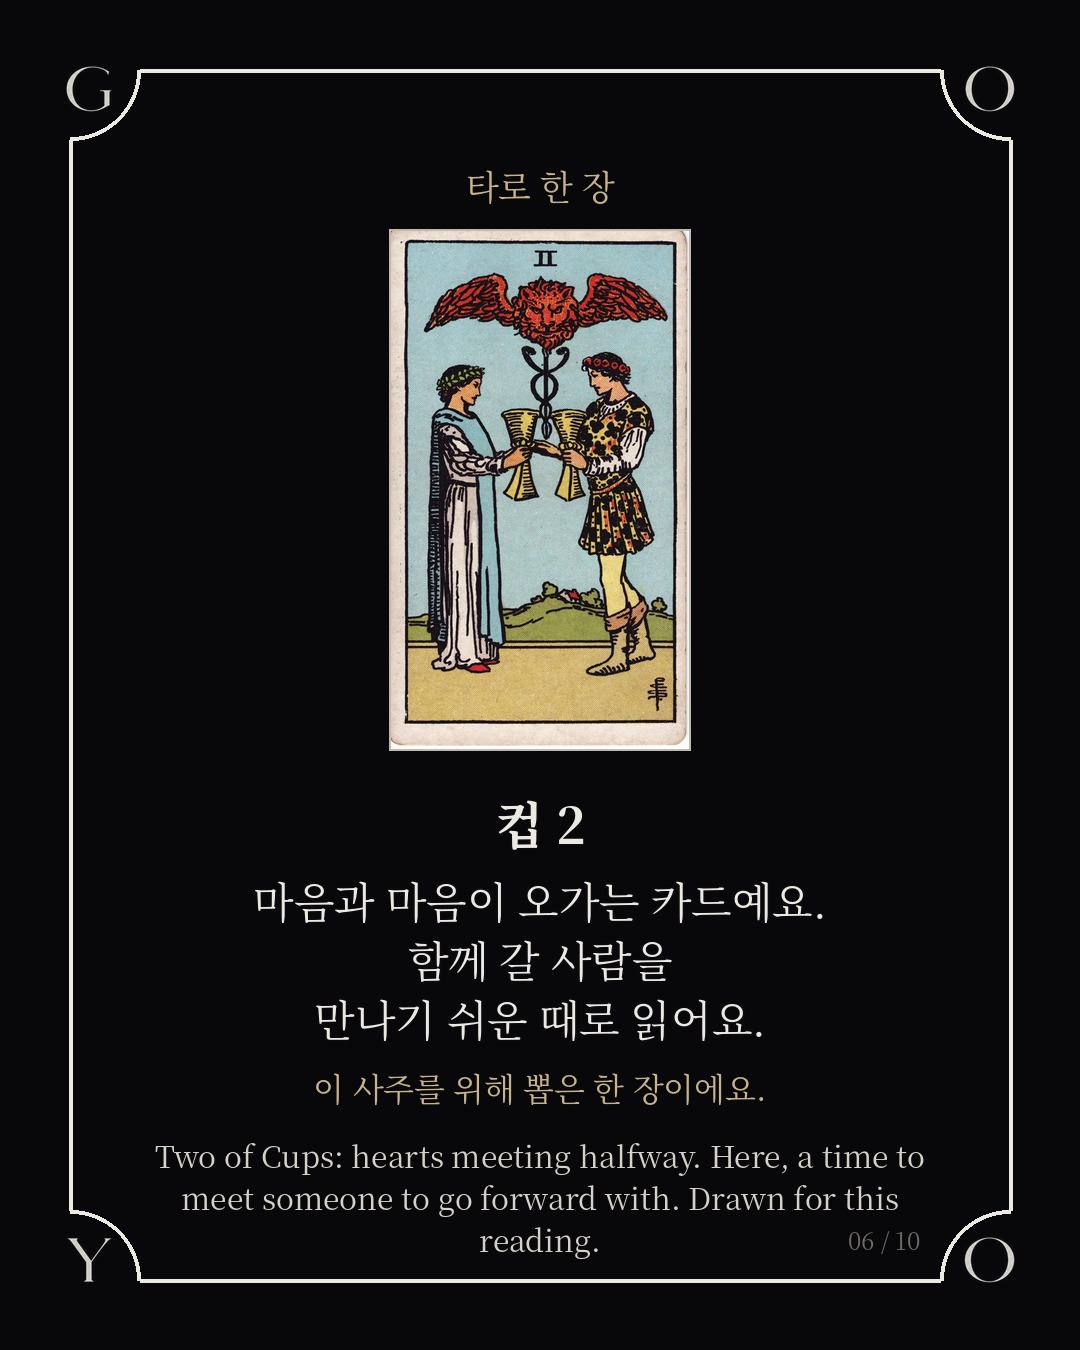 G O
타로 한 장
II
컵 2
마음과 마음이 오가는 카드예요.
함께 갈 사람을
만나기 쉬운 때로 읽어요.
이 사주를 위해 뽑은 한 장이에요.
Two of Cups: hearts meeting halfway. Here, a time to
meet someone to go forward with. Drawn for this
reading.
06 / 10
Y O